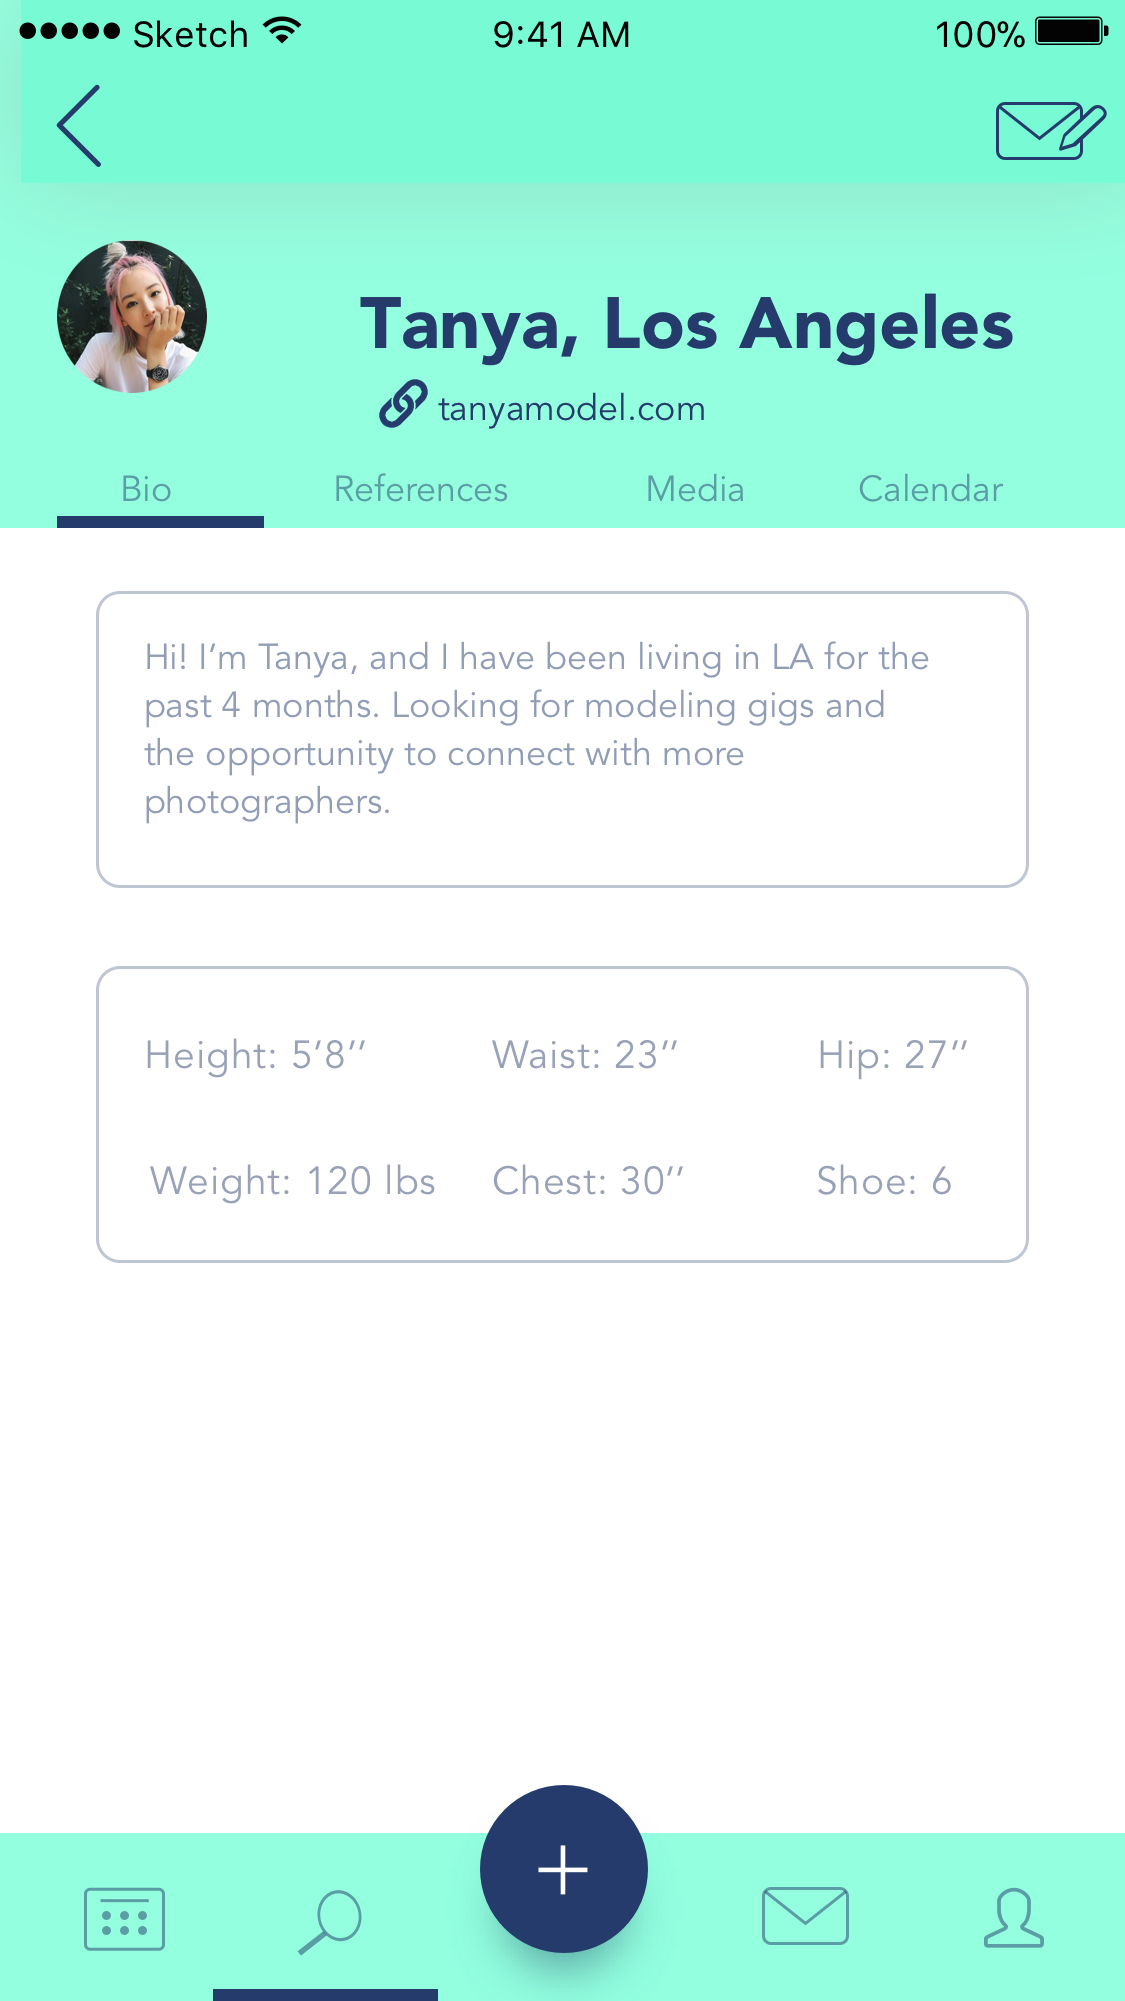 Sketch 9:41 AM 100%
Tanya, Los Angeles
tanyamodel.com
Bio References Media Calendar
Hi! I’m Tanya, and I have been living in LA for the
past 4 months. Looking for modeling gigs and
the opportunity to connect with more
photographers.
Height: 5’8’’ Waist: 23’’ Hip: 27’’
Weight: 120 lbs Chest: 30’’ Shoe: 6